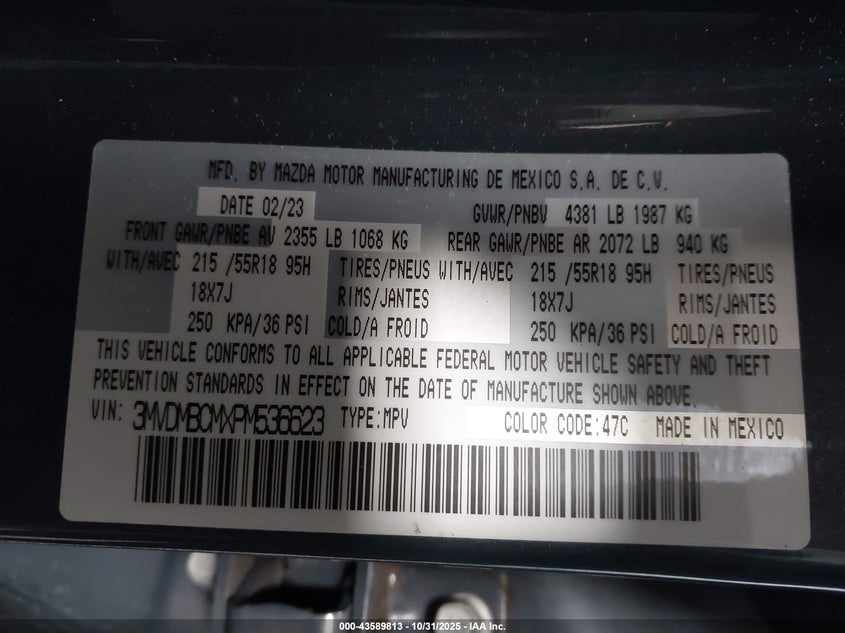 MFD. BY MAZDA MOTOR MANUFACTURING DE MEXICO S.A. DE C.V.
DATE 02/23 GVWR/PNBV 4381 LB 1987 KG
FRONT GAWR/PNBE AV 2355 LB 1068 KG REAR GAWR/PNBE AR 2072 LB 940 KG
WITH/AVEC 215 /55R18 95H TIRES/PNEUS WITH/AVEC 215 /55R18 95H TIRES/PNEUS
18X7J RIMS/JANTES 18X7J RIMS/JANTES
250 KPA/36 PSI COLD/A FROID 250 KPA/36 PSI COLD/A FROID
THIS VEHICLE CONFORMS TO ALL APPLICABLE FEDERAL MOTOR VEHICLE SAFETY AND THEFT
PREVENTION STANDARDS IN EFFECT ON THE DATE OF MANUFACTURE SHOWN ABOVE.
VIN: 3MVDMBCMXPM536623 TYPE:MPV COLOR CODE:47C MADE IN MEXICO
000-43589813 - 10/31/2025 - IAA Inc.